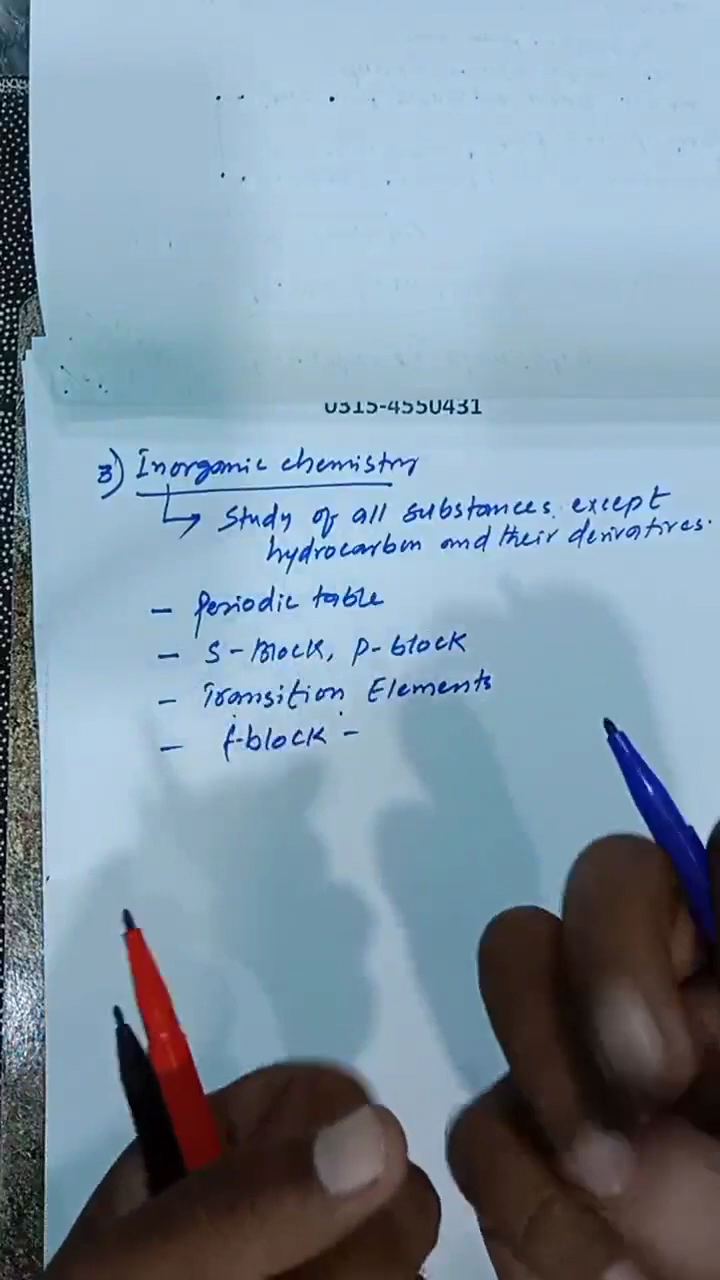 0315-4550431
3) Inorganic chemistry
↳ Study of all substances except
hydrocarbon and their derivatives.
- Periodic table
- S-Block, P-block
- Transition Elements
- f-block -